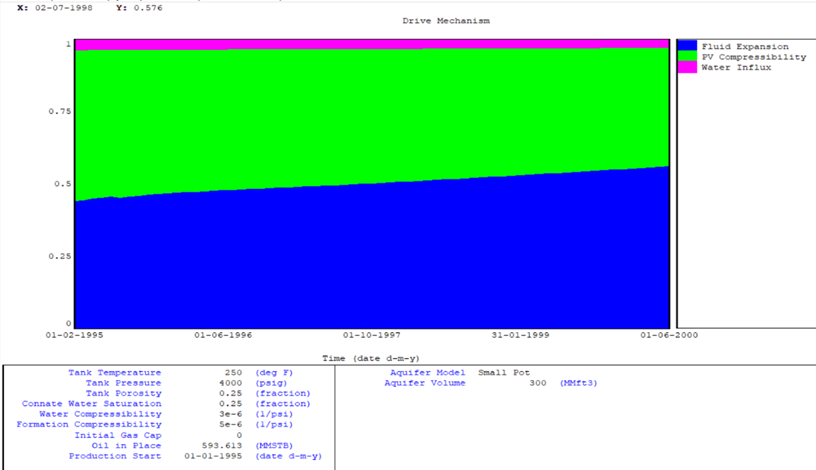 X: 02-07-1998 Y: 0.576
Drive Mechanism
1
0.75
0.5
0.25
0
01-02-1995 01-06-1996 01-10-1997 31-01-1999 01-06-2000
Time (date d-m-y)
Fluid Expansion
PV Compressibility
Water Influx
Tank Temperature 250 (deg F)
Tank Pressure 4000 (psig)
Tank Porosity 0.25 (fraction)
Connate Water Saturation 0.25 (fraction)
Water Compressibility 3e-6 (1/psi)
Formation Compressibility 5e-6 (1/psi)
Initial Gas Cap 0
Oil in Place 593.613 (MMSTB)
Production Start 01-01-1995 (date d-m-y)
Aquifer Model Small Pot
Aquifer Volume 300 (MMft3)